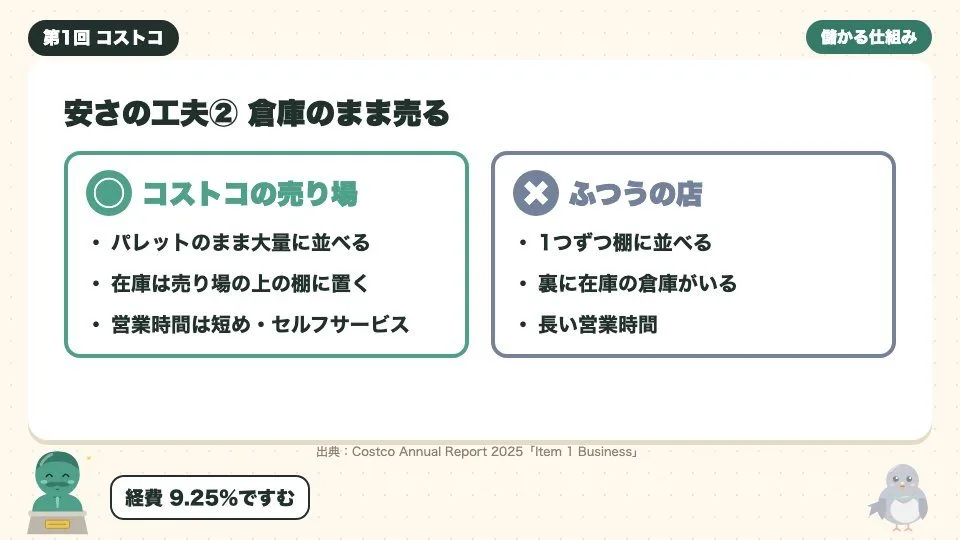 第1回 コストコ
儲かる仕組み
安さの工夫② 倉庫のまま売る
コストコの売り場
・ パレットのまま大量に並べる
・ 在庫は売り場の上の棚に置く
・ 営業時間は短め・セルフサービス
ふつうの店
・ 1つずつ棚に並べる
・ 裏に在庫の倉庫がいる
・ 長い営業時間
出典：Costco Annual Report 2025「Item 1 Business」
経費 9.25%ですむ